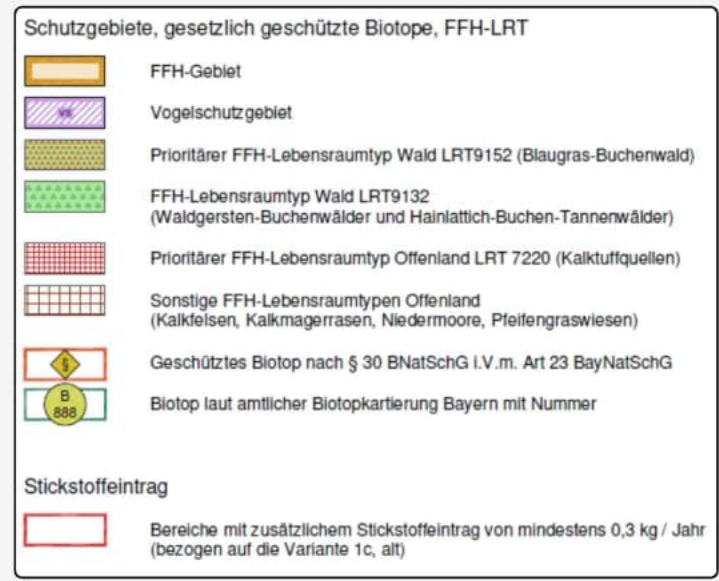 Schutzgebiete, gesetzlich geschützte Biotope, FFH-LRT
FFH-Gebiet
VS
Vogelschutzgebiet
Prioritärer FFH-Lebensraumtyp Wald LRT9152 (Blaugras-Buchenwald)
FFH-Lebensraumtyp Wald LRT9132
(Waldgersten-Buchenwälder und Hainlattich-Buchen-Tannenwälder)
Prioritärer FFH-Lebensraumtyp Offenland LRT 7220 (Kalktuffquellen)
Sonstige FFH-Lebensraumtypen Offenland
(Kalkfelsen, Kalkmagerrasen, Niedermoore, Pfeifengraswiesen)
§
Geschütztes Biotop nach § 30 BNatSchG i.V.m. Art 23 BayNatSchG
B
888
Biotop laut amtlicher Biotopkartierung Bayern mit Nummer
Stickstoffeintrag
Bereiche mit zusätzlichem Stickstoffeintrag von mindestens 0,3 kg / Jahr
(bezogen auf die Variante 1c, alt)